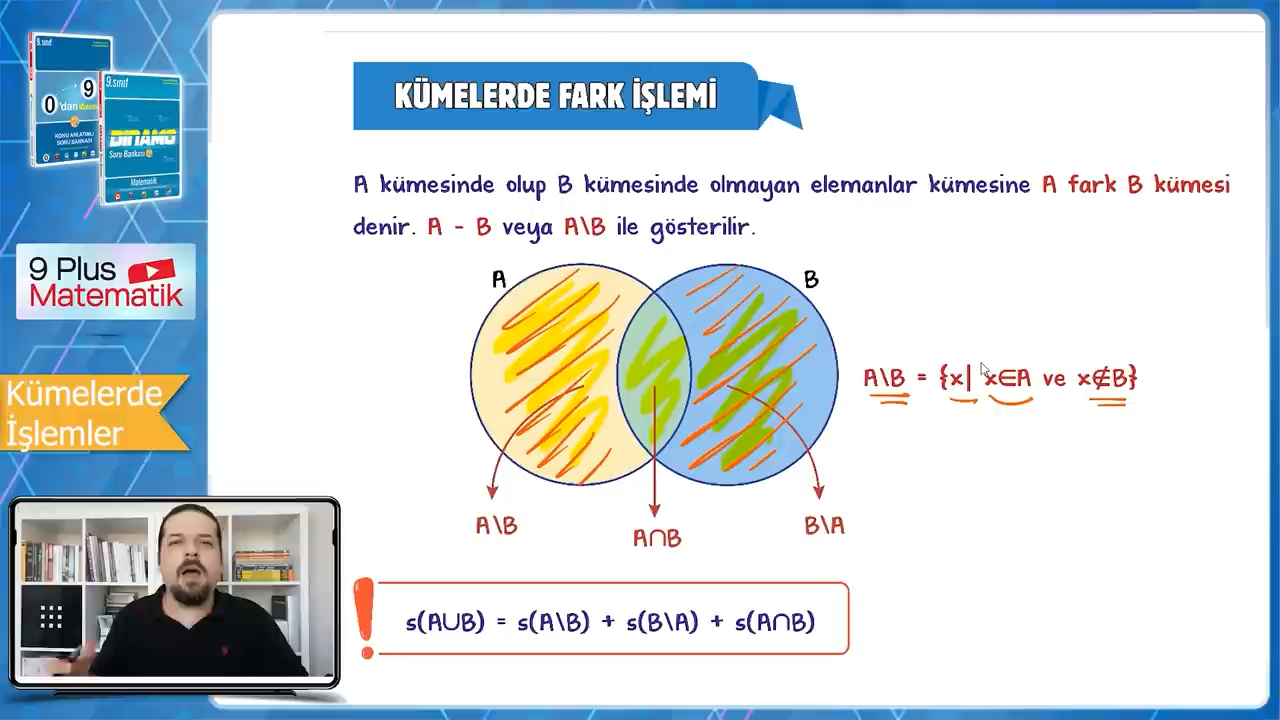 9.sınıf
0'dan 9
Matematik
KONU ANLATIMLI
SORU BANKASI
9.sınıf
DİNAMO
Soru Bankası
Matematik
9 Plus
Matematik
Kümelerde
İşlemler
KÜMELERDE FARK İŞLEMİ
A kümesinde olup B kümesinde olmayan elemanlar kümesine A fark B kümesi
denir. A - B veya A\B ile gösterilir.
A
B
A\B = {x| x∈A ve x∉B}
A\B
A∩B
B\A
s(A∪B) = s(A\B) + s(B\A) + s(A∩B)